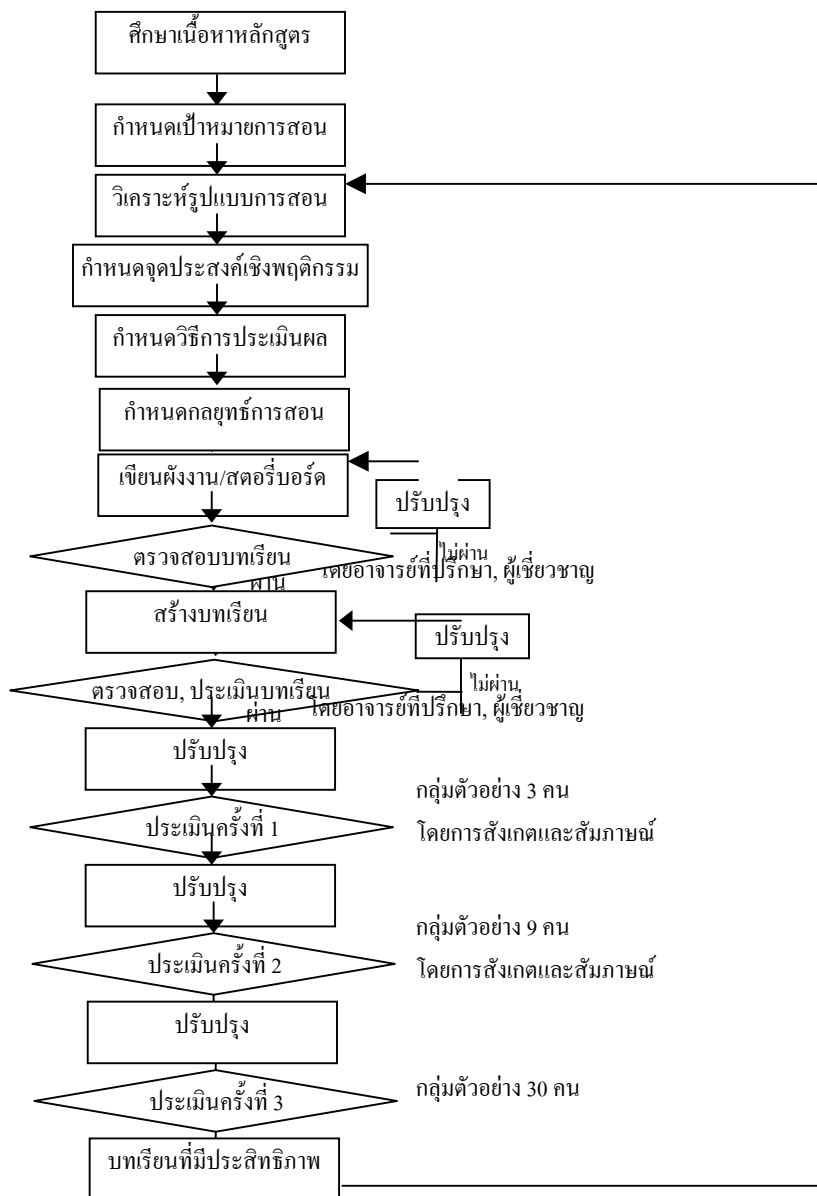 ศึกษาเนื้อหาหลักสูตร
กำหนดเป้าหมายการสอน
วิเคราะห์รูปแบบการสอน
กำหนดจุดประสงค์เชิงพฤติกรรม
กำหนดวิธีการประเมินผล
กำหนดกลยุทธ์การสอน
เขียนผังงาน/สตอรี่บอร์ด
ปรับปรุง
ไม่ผ่าน
ตรวจสอบบทเรียน
โดยอาจารย์ที่ปรึกษา, ผู้เชี่ยวชาญ
ผ่าน
สร้างบทเรียน
ปรับปรุง
ไม่ผ่าน
ตรวจสอบ, ประเมินบทเรียน
โดยอาจารย์ที่ปรึกษา, ผู้เชี่ยวชาญ
ผ่าน
ปรับปรุง
กลุ่มตัวอย่าง 3 คน
ประเมินครั้งที่ 1
โดยการสังเกตและสัมภาษณ์
ปรับปรุง
กลุ่มตัวอย่าง 9 คน
ประเมินครั้งที่ 2
โดยการสังเกตและสัมภาษณ์
ปรับปรุง
กลุ่มตัวอย่าง 30 คน
ประเมินครั้งที่ 3
บทเรียนที่มีประสิทธิภาพ